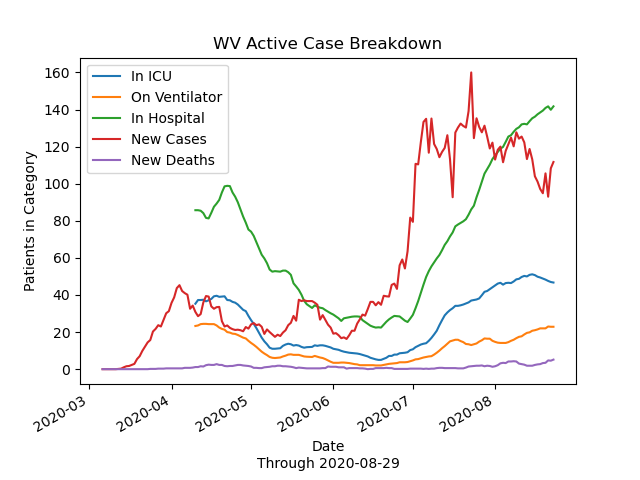 WV Active Case Breakdown
Patients in Category
160
140
120
100
80
60
40
20
0
In ICU
On Ventilator
In Hospital
New Cases
New Deaths
2020-03
2020-04
2020-05
2020-06
2020-07
2020-08
Date
Through 2020-08-29